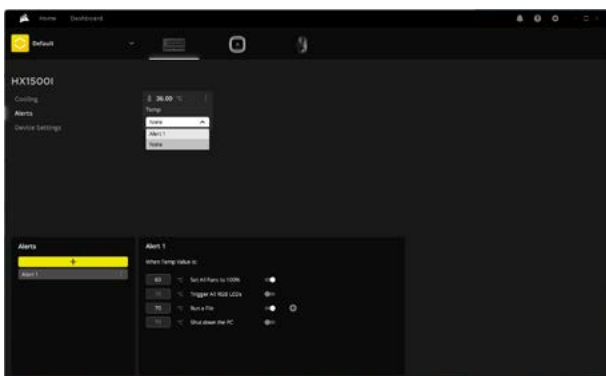 Home Dashboard
Default
HX1500I
Cooling
Alerts
Device Settings
36.00 °C
Temp
None
Alert 1
None
Alerts
+
Alert 1
Alert 1
When Temp Value is:
60 °C Set All Fans to 100%
°C Trigger All RGB LEDs
70 °C Run a File
°C Shut down the PC